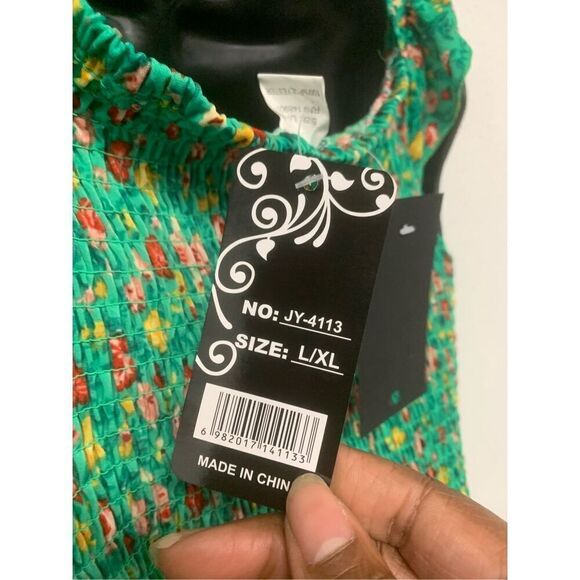 NO: JY-4113
SIZE: L/XL
6 982017 141133
MADE IN CHIN